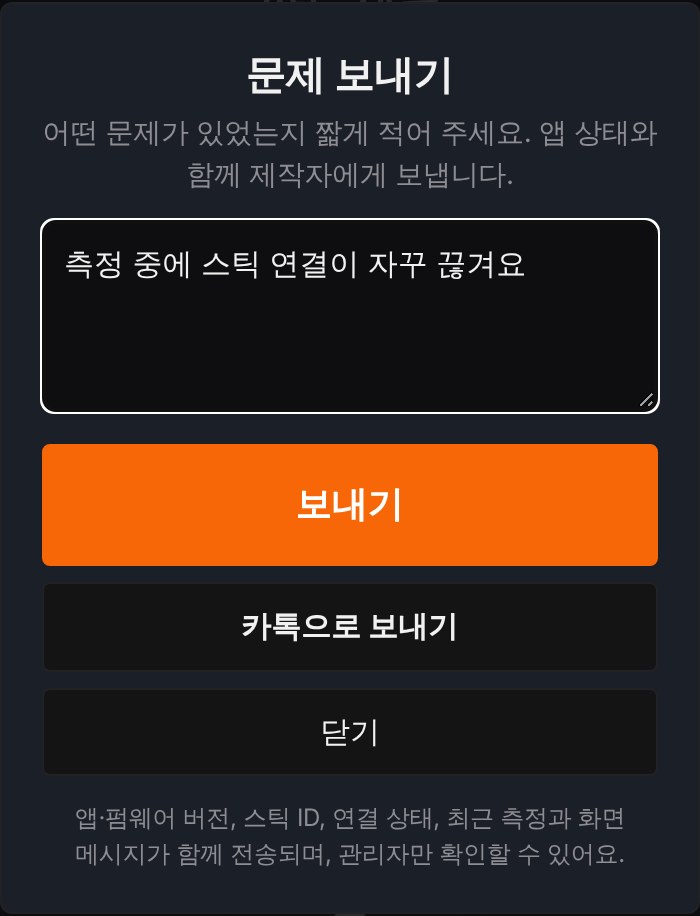 문제 보내기
어떤 문제가 있었는지 짧게 적어 주세요. 앱 상태와
함께 제작자에게 보냅니다.
측정 중에 스틱 연결이 자꾸 끊겨요
보내기
카톡으로 보내기
닫기
앱·펌웨어 버전, 스틱 ID, 연결 상태, 최근 측정과 화면
메시지가 함께 전송되며, 관리자만 확인할 수 있어요.